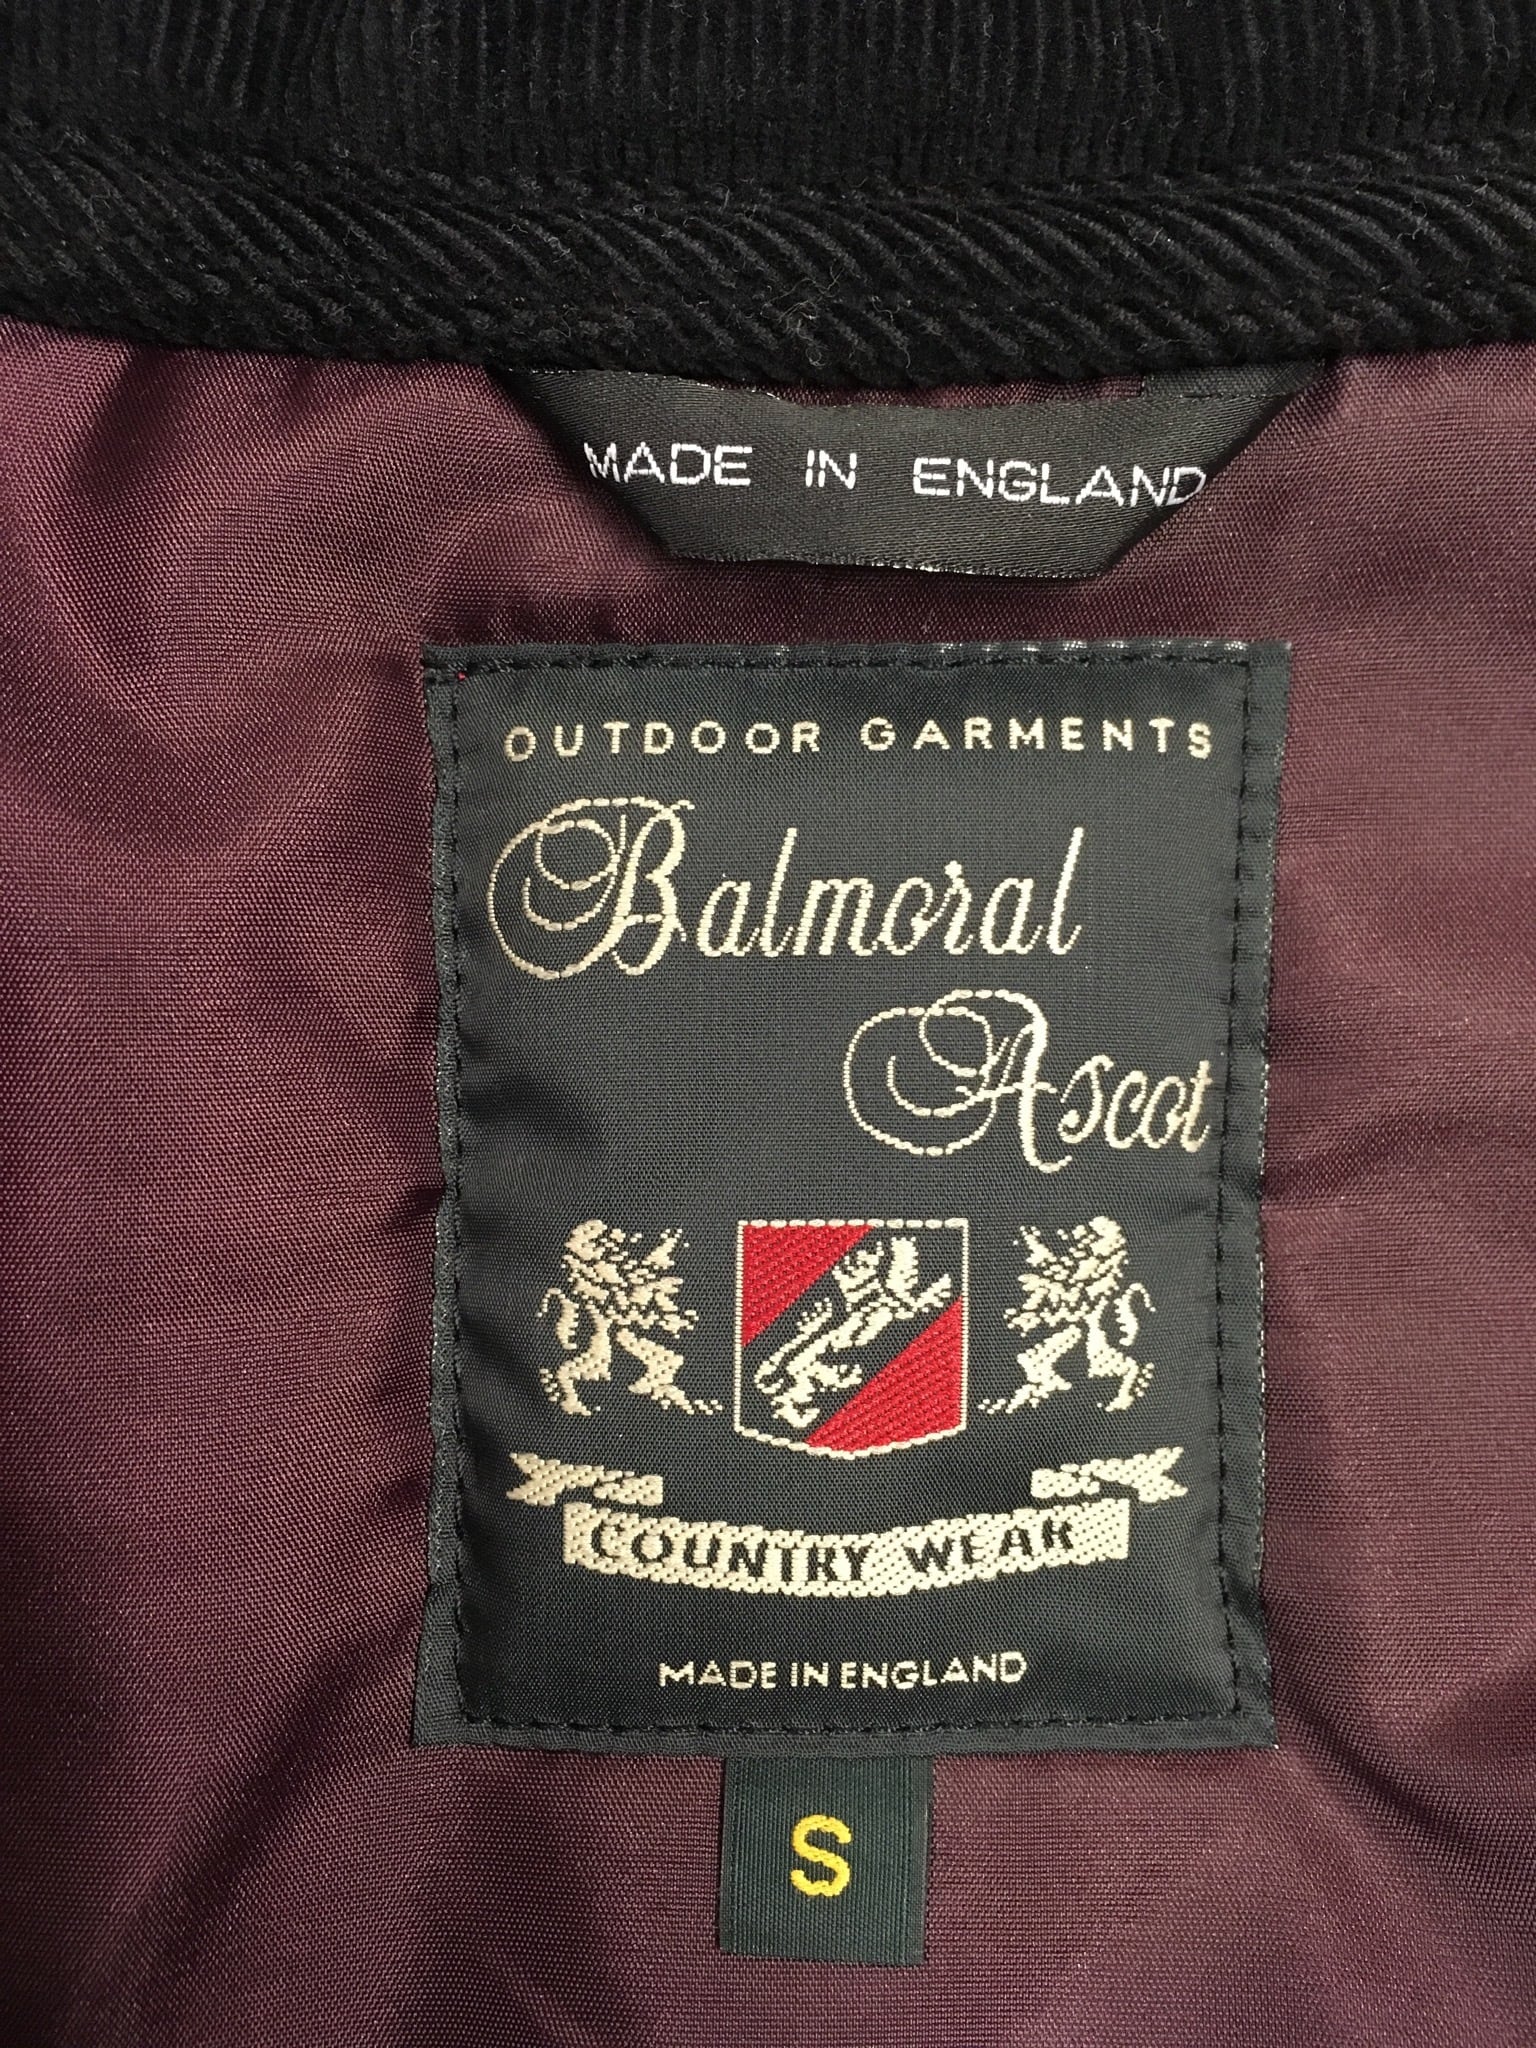 MADE IN ENGLAND
OUTDOOR GARMENTS
Balmoral
Ascot
COUNTRY WEAR
MADE IN ENGLAND
S